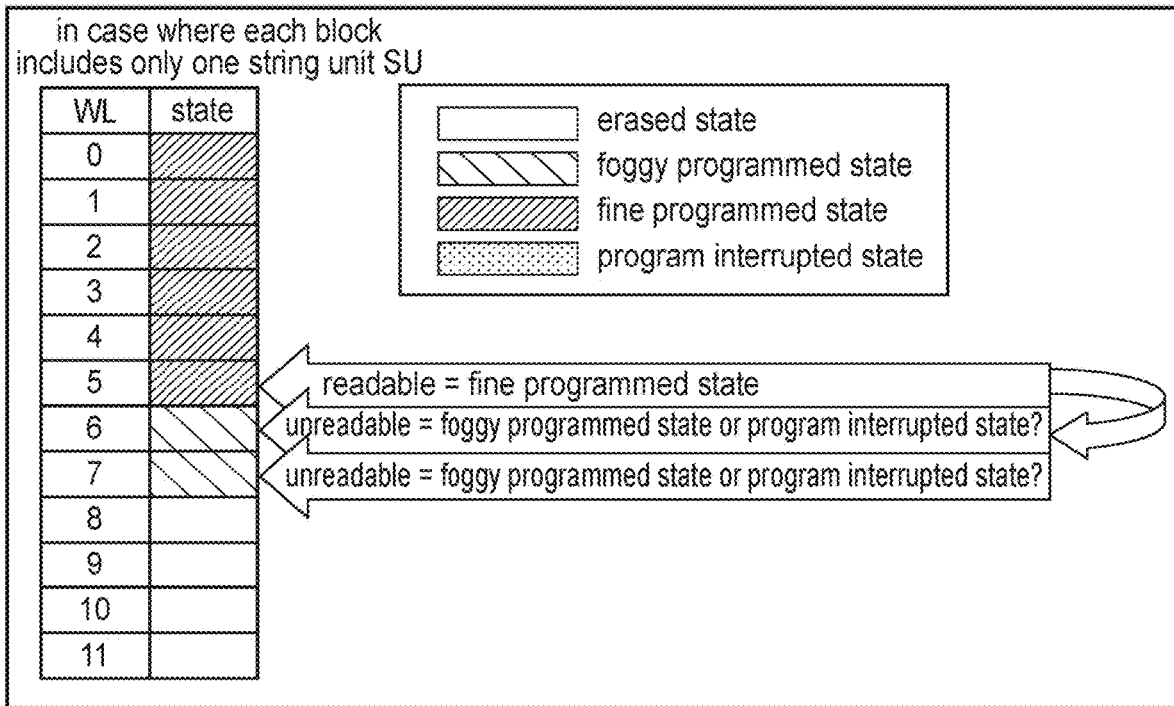 in case where each block
includes only one string unit SU
WL state
0
1
2
3
4
5
6
7
8
9
10
11
erased state
foggy programmed state
fine programmed state
program interrupted state
readable = fine programmed state
unreadable = foggy programmed state or program interrupted state?
unreadable = foggy programmed state or program interrupted state?